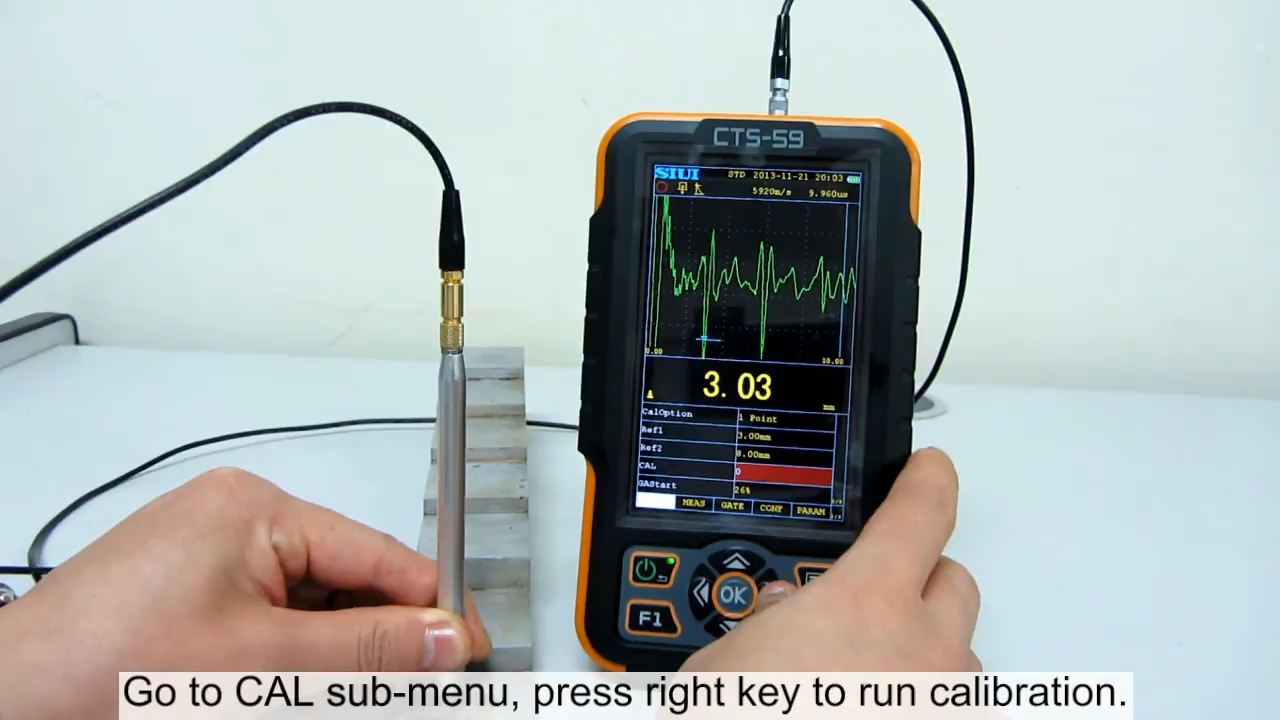 CTS-59
SIUI STD 2013-11-21 20:03
5920m/s 9.960us
0.00 10.00
3.03
mm
CalOption 1 Point
Ref1 3.00mm
Ref2 8.00mm
CAL 0
GAStart 26%
MEAS GATE CONF PARAM
OK
F1
Go to CAL sub-menu, press right key to run calibration.